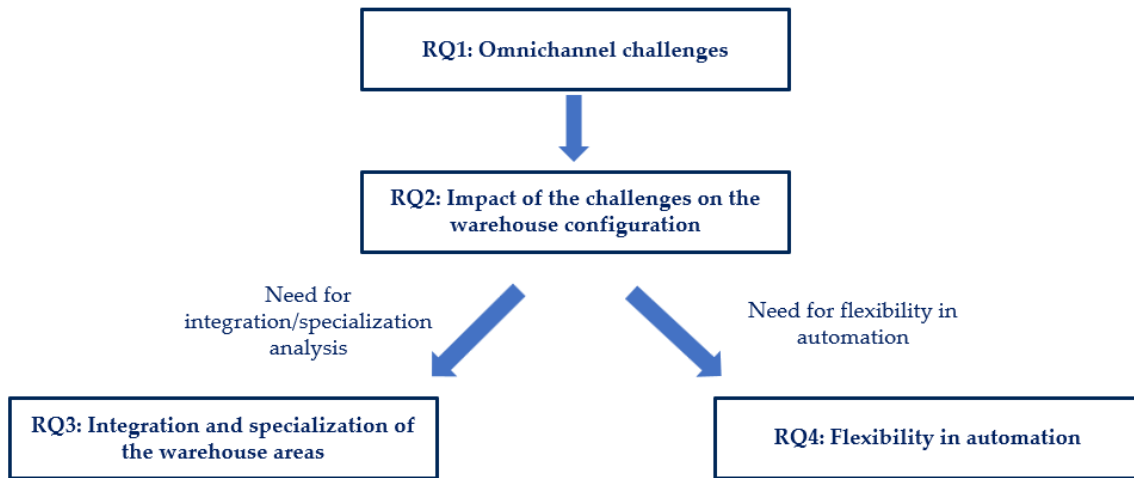 RQ1: Omnichannel challenges
RQ2: Impact of the challenges on the
warehouse configuration
Need for
integration/specialization
analysis
Need for flexibility in
automation
RQ3: Integration and specialization of
the warehouse areas
RQ4: Flexibility in automation